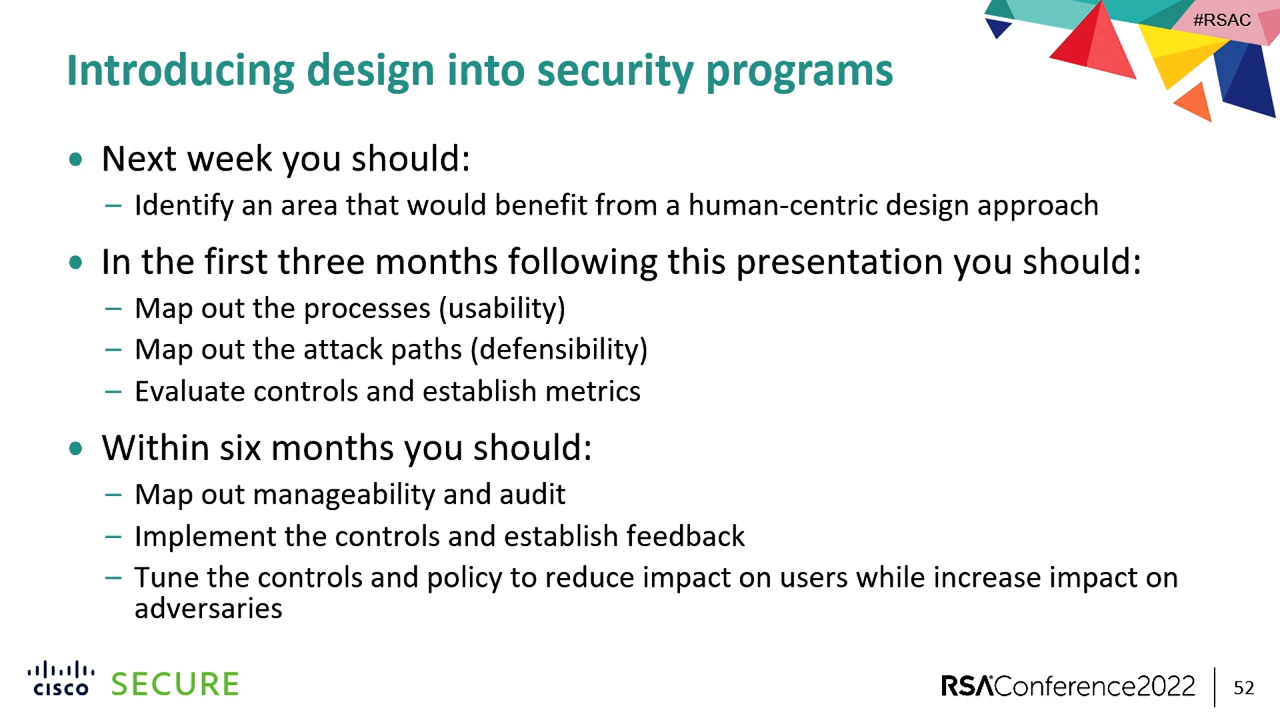 #RSAC
Introducing design into security programs
• Next week you should:
– Identify an area that would benefit from a human-centric design approach
• In the first three months following this presentation you should:
– Map out the processes (usability)
– Map out the attack paths (defensibility)
– Evaluate controls and establish metrics
• Within six months you should:
– Map out manageability and audit
– Implement the controls and establish feedback
– Tune the controls and policy to reduce impact on users while increase impact on
adversaries
CISCO SECURE
RSAConference2022
52